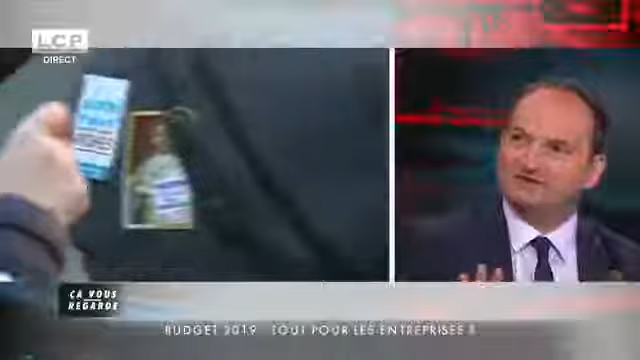 LCP
DIRECT
ÇA VOUS
REGARDE
BUDGET 2019 : TOUT POUR LES ENTREPRISES ?